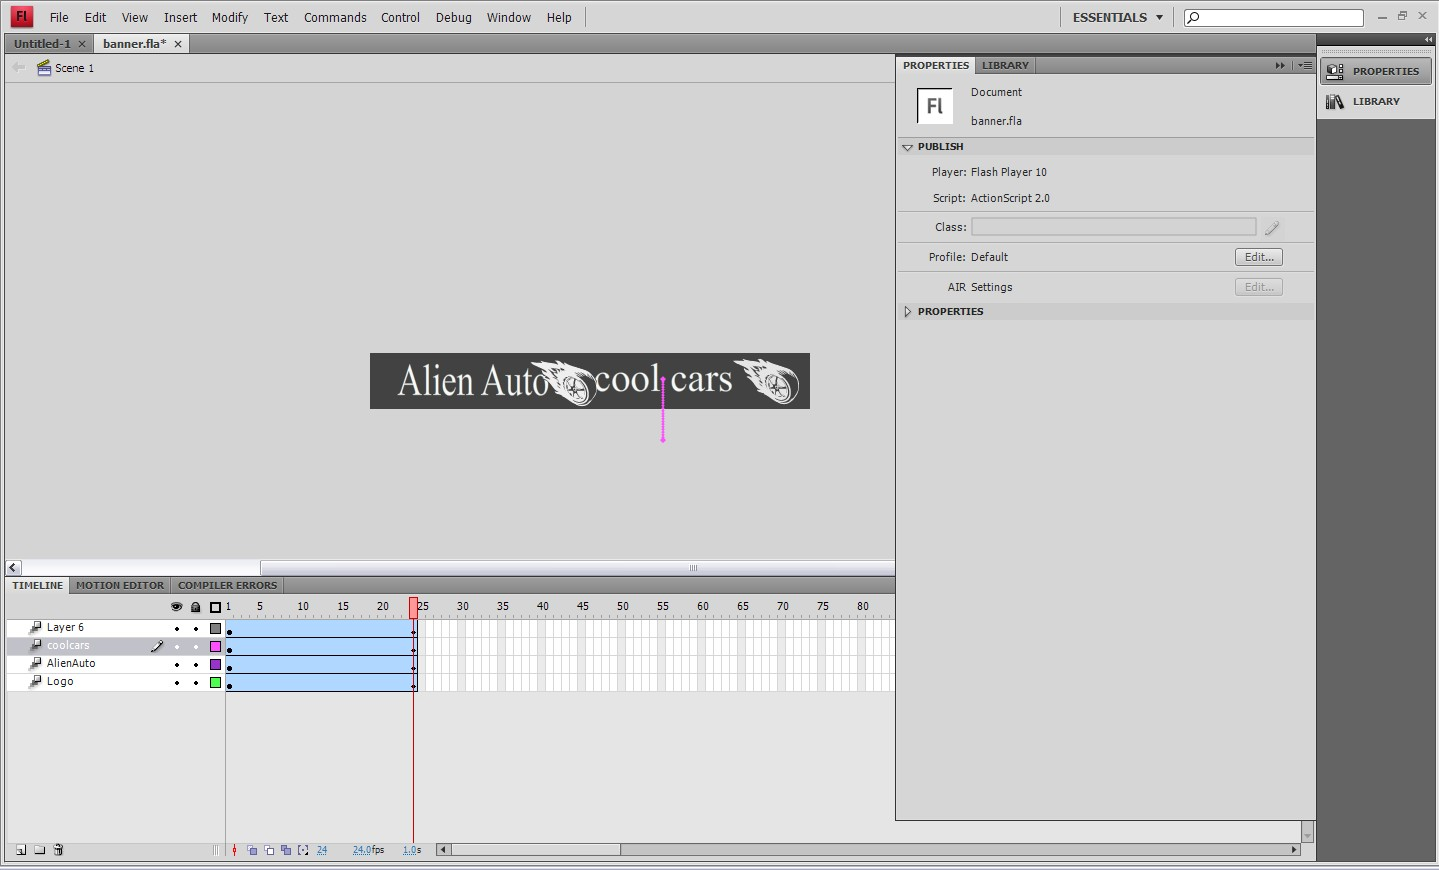 Fl File Edit View Insert Modify Text Commands Control Debug Window Help ESSENTIALS
Untitled-1 banner.fla*
Scene 1
PROPERTIES LIBRARY
Fl
Document
banner.fla
PUBLISH
Player: Flash Player 10
Script: ActionScript 2.0
Class:
Profile: Default Edit...
AIR Settings Edit...
PROPERTIES
PROPERTIES
LIBRARY
Alien Auto cool cars
TIMELINE MOTION EDITOR COMPILER ERRORS
1 5 10 15 20 25 30 35 40 45 50 55 60 65 70 75 80
Layer 6
coolcars
AlienAuto
Logo
24 24.0fps 1.0s